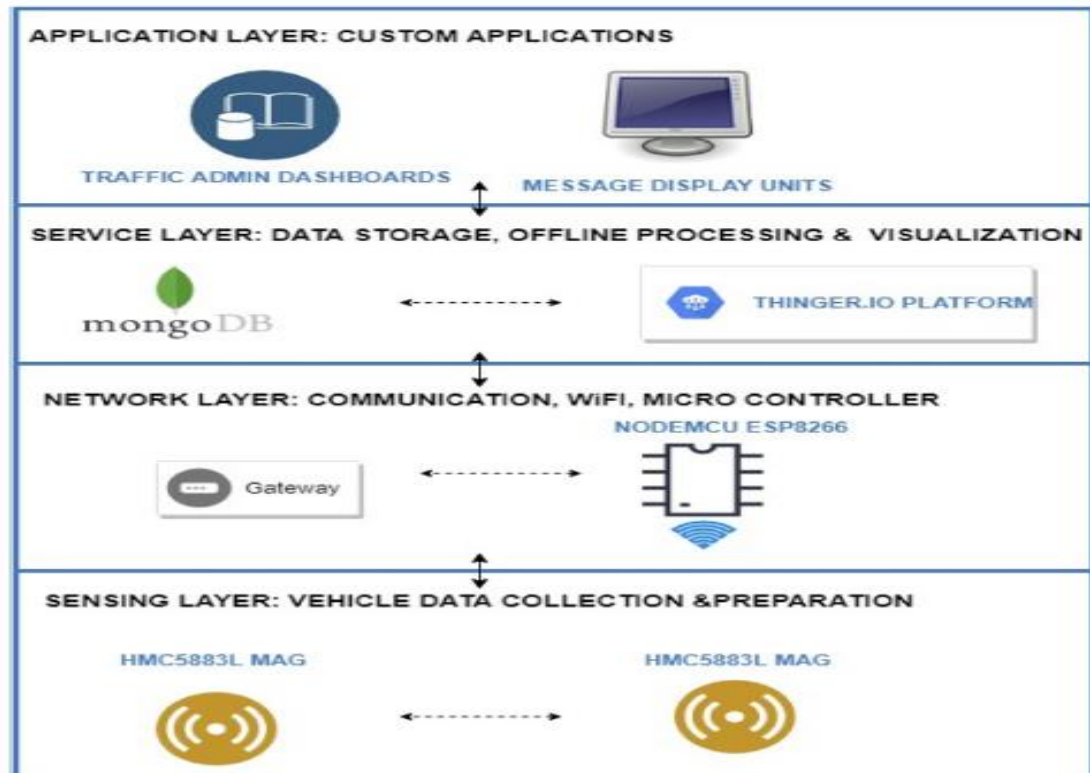 APPLICATION LAYER: CUSTOM APPLICATIONS
TRAFFIC ADMIN DASHBOARDS
MESSAGE DISPLAY UNITS
SERVICE LAYER: DATA STORAGE, OFFLINE PROCESSING & VISUALIZATION
mongoDB
THINGER.IO PLATFORM
NETWORK LAYER: COMMUNICATION, WiFI, MICRO CONTROLLER
NODEMCU ESP8266
Gateway
SENSING LAYER: VEHICLE DATA COLLECTION &PREPARATION
HMC5883L MAG
HMC5883L MAG